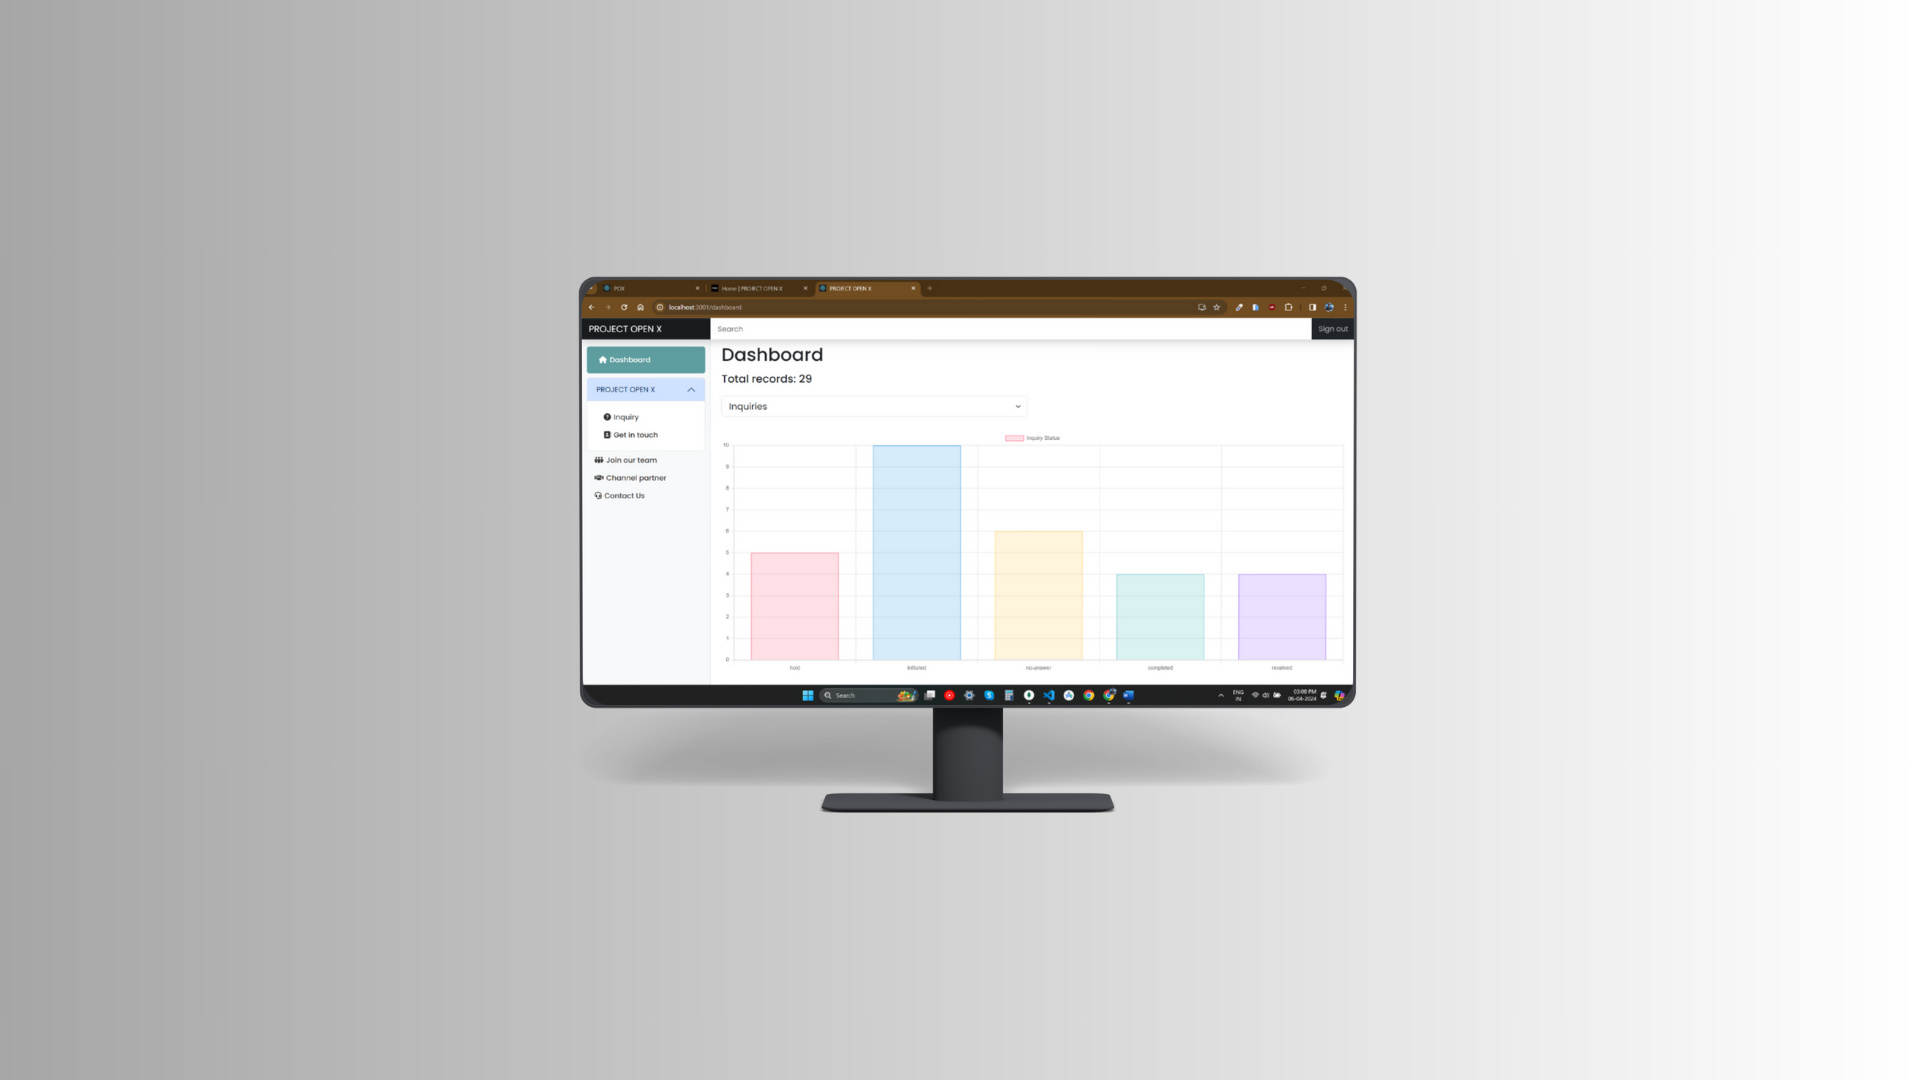 POX
Home | PROJECT OPEN X
PROJECT OPEN X
localhost:3001/dashboard
PROJECT OPEN X
Search
Sign out
Dashboard
PROJECT OPEN X
Inquiry
Get in touch
Join our team
Channel partner
Contact Us
Dashboard
Total records: 29
Inquiries
Inquiry Status
10
9
8
7
6
5
4
3
2
1
0
hold
initiated
no-answer
completed
resolved
Search
ENG
IN
03:00 PM
06-04-2024